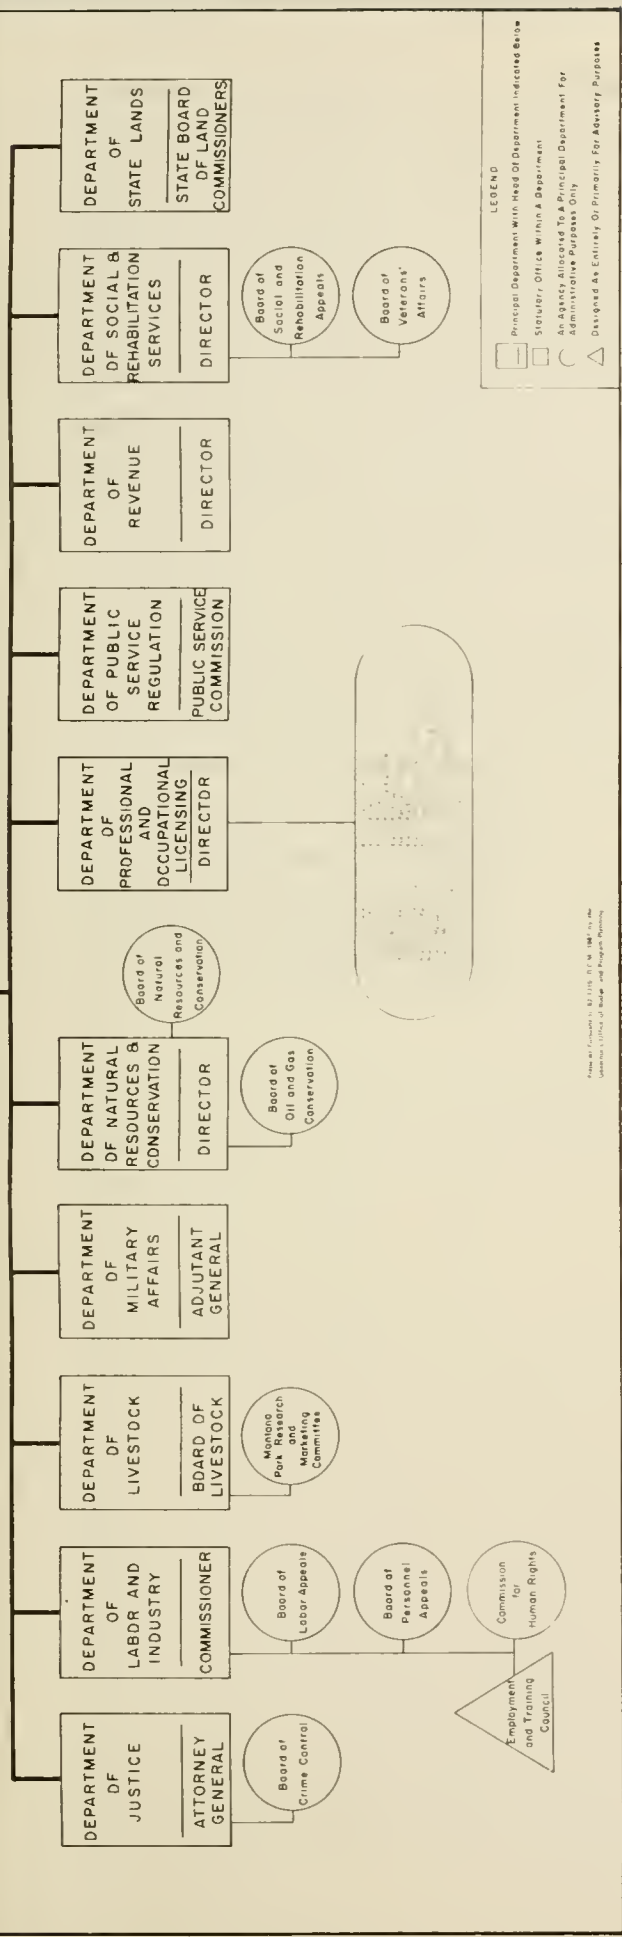 DEPARTMENT
OF
JUSTICE
ATTORNEY
GENERAL
Board of
Crime Control
DEPARTMENT
OF
LABOR AND
INDUSTRY
COMMISSIONER
Board of
Labor Appeals
Board of
Personnel
Appeals
Commission
for
Human Rights
Employment
and Training
Council
DEPARTMENT
OF
LIVESTOCK
BOARD OF
LIVESTOCK
Montana
Pork Research
and
Marketing
Committee
DEPARTMENT
OF
MILITARY
AFFAIRS
ADJUTANT
GENERAL
DEPARTMENT
OF NATURAL
RESOURCES &
CONSERVATION
DIRECTOR
Board of
Natural
Resources and
Conservation
Board of
Oil and Gas
Conservation
DEPARTMENT
OF
PROFESSIONAL
AND
OCCUPATIONAL
LICENSING
DIRECTOR
DEPARTMENT
OF PUBLIC
SERVICE
REGULATION
PUBLIC SERVICE
COMMISSION
DEPARTMENT
OF
REVENUE
DIRECTOR
DEPARTMENT
OF SOCIAL &
REHABILITATION
SERVICES
DIRECTOR
Board of
Social and
Rehabilitation
Appeals
Board of
Veterans'
Affairs
DEPARTMENT
OF
STATE LANDS
STATE BOARD
OF LAND
COMMISSIONERS
LEGEND
Principal Department With Head Of Department Indicated Below
Statutory Office Within A Department
An Agency Allocated To A Principal Department For
Administrative Purposes Only
Designed As Entirely Or Primarily For Advisory Purposes
Office of Budget and Program Planning